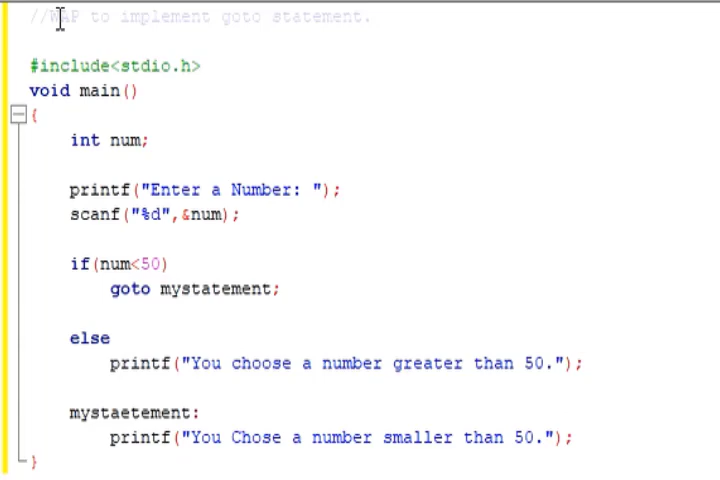 //WAP to implement goto statement.
#include<stdio.h>
void main()
{
int num;
printf("Enter a Number: ");
scanf("%d",&num);
if(num<50)
goto mystatement;
else
printf("You choose a number greater than 50.");
mystaetement:
printf("You Chose a number smaller than 50.");
}